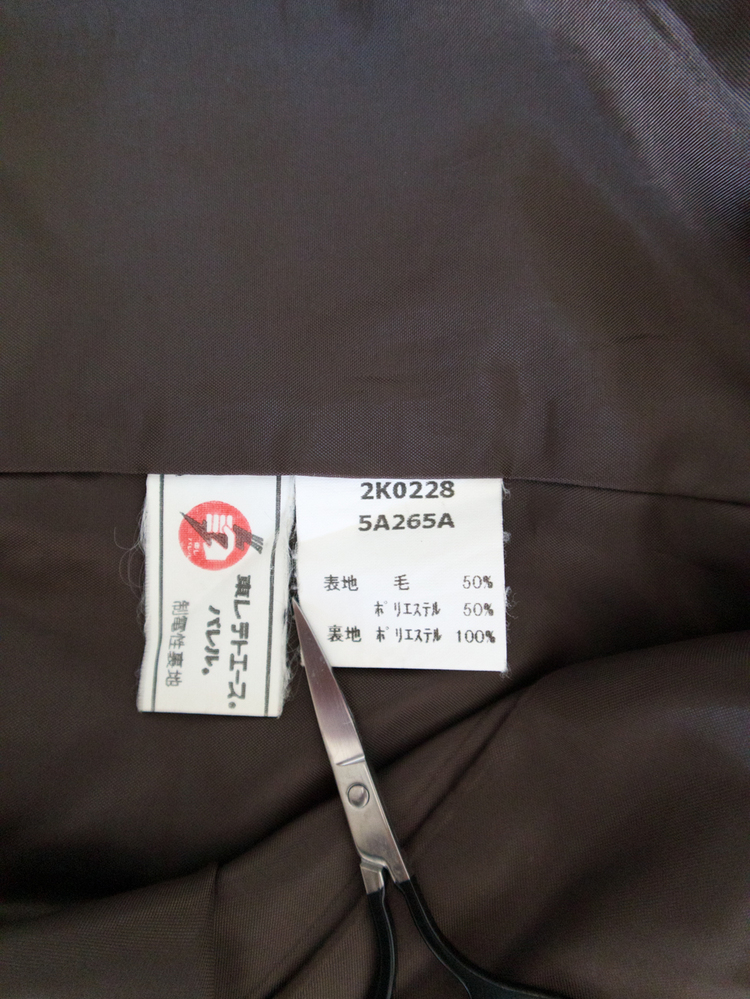 東レテトエース®
パレル®
制電性裏地
2K0228
5A265A
表地 毛 50%
ポリエステル 50%
裏地 ポリエステル 100%